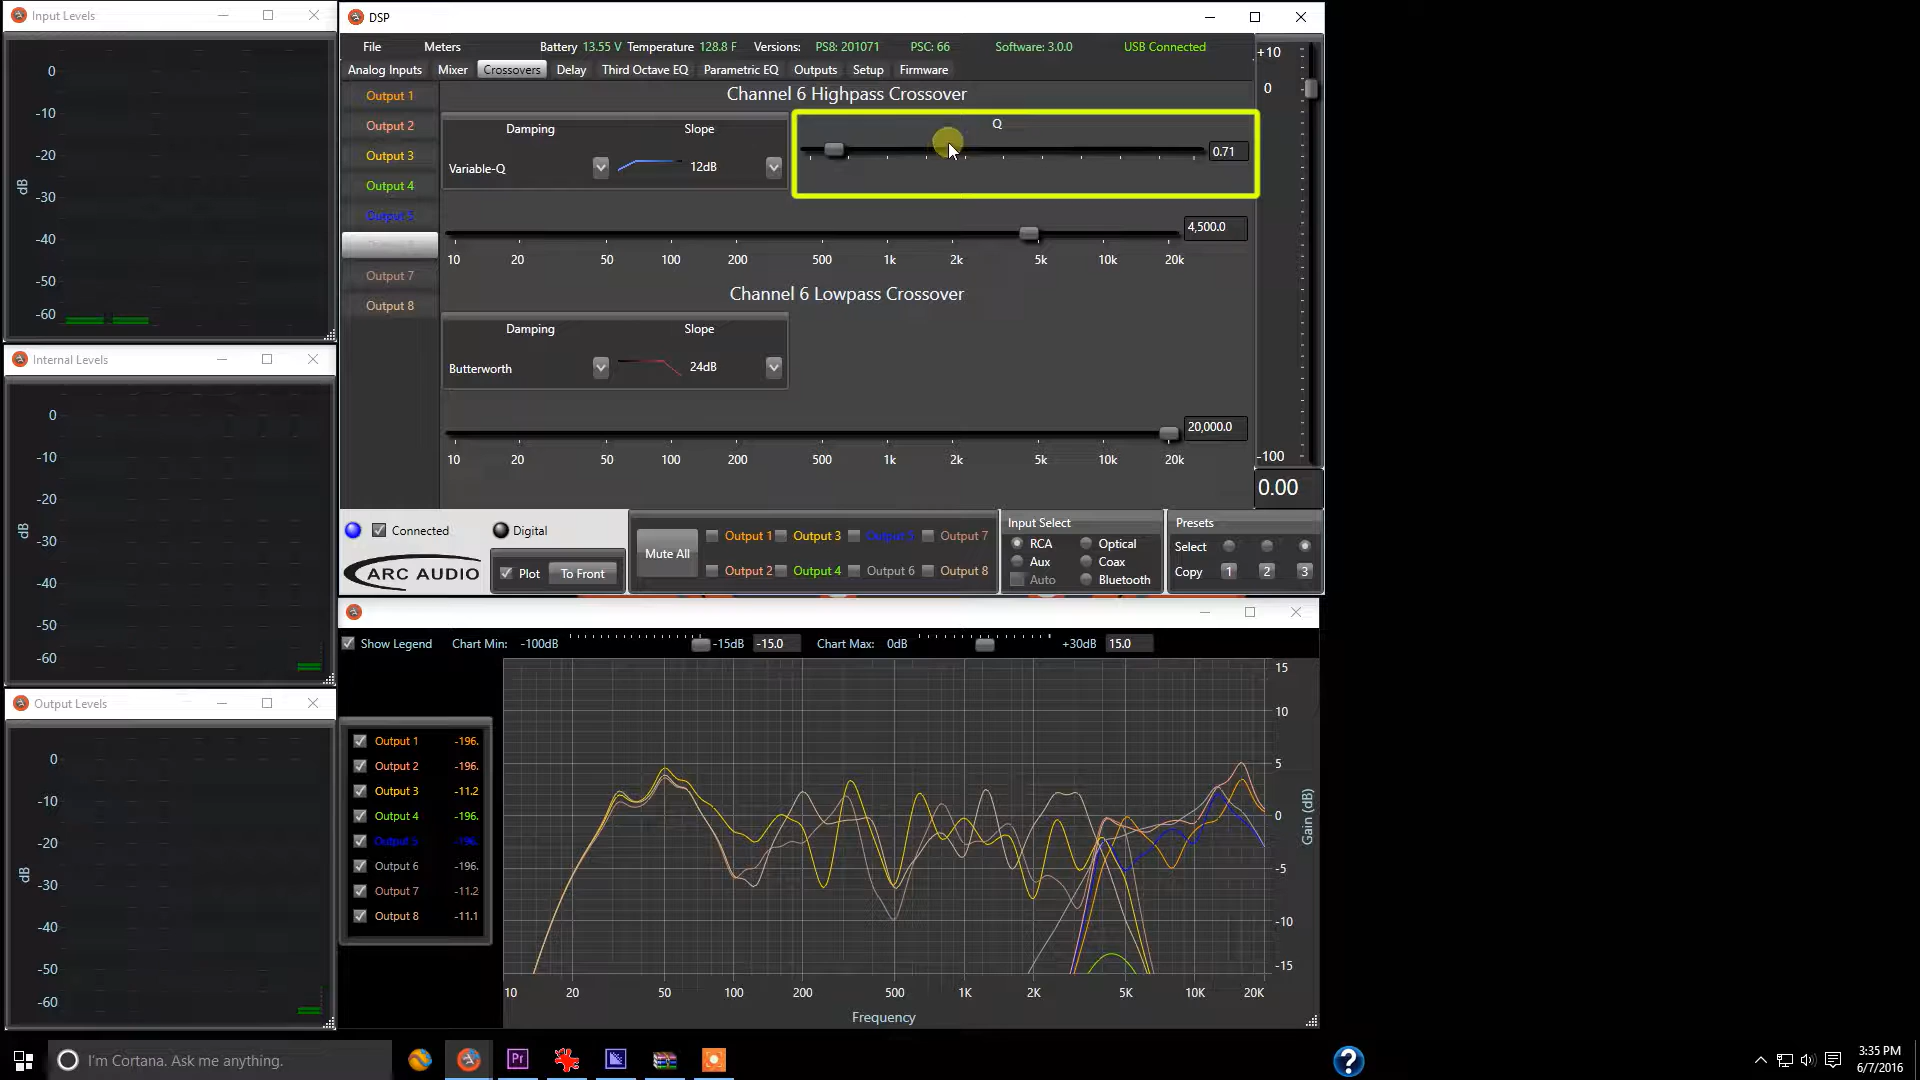 Input Levels
0
-10
-20
-30
-40
-50
-60
dB
Internal Levels
0
-10
-20
-30
-40
-50
-60
dB
Output Levels
0
-10
-20
-30
-40
-50
-60
dB
DSP
File Meters Battery 13.55 V Temperature 128.8 F Versions: PS8: 201071 PSC: 66 Software: 3.0.0 USB Connected
Analog Inputs Mixer Crossovers Delay Third Octave EQ Parametric EQ Outputs Setup Firmware
Output 1
Output 2
Output 3
Output 4
Output 5
Output 7
Output 8
Channel 6 Highpass Crossover
Damping Slope
Variable-Q 12dB
Q
0.71
4,500.0
10 20 50 100 200 500 1k 2k 5k 10k 20k
Channel 6 Lowpass Crossover
Damping Slope
Butterworth 24dB
20,000.0
10 20 50 100 200 500 1k 2k 5k 10k 20k
+10
0
-100
0.00
Connected Digital
ARC AUDIO
Plot To Front
Mute All
Output 1 Output 3 Output 5 Output 7
Output 2 Output 4 Output 6 Output 8
Input Select
RCA Optical
Aux Coax
Auto Bluetooth
Presets
Select
Copy 1 2 3
Show Legend Chart Min: -100dB -15dB -15.0 Chart Max: 0dB +30dB 15.0
Output 1 -196.
Output 2 -196.
Output 3 -11.2
Output 4 -196.
Output 5 -196.
Output 6 -196.
Output 7 -11.2
Output 8 -11.1
15
10
5
0
-5
-10
-15
Gain (dB)
10 20 50 100 200 500 1K 2K 5K 10K 20K
Frequency
I'm Cortana. Ask me anything.
Pr
?
3:35 PM
6/7/2016